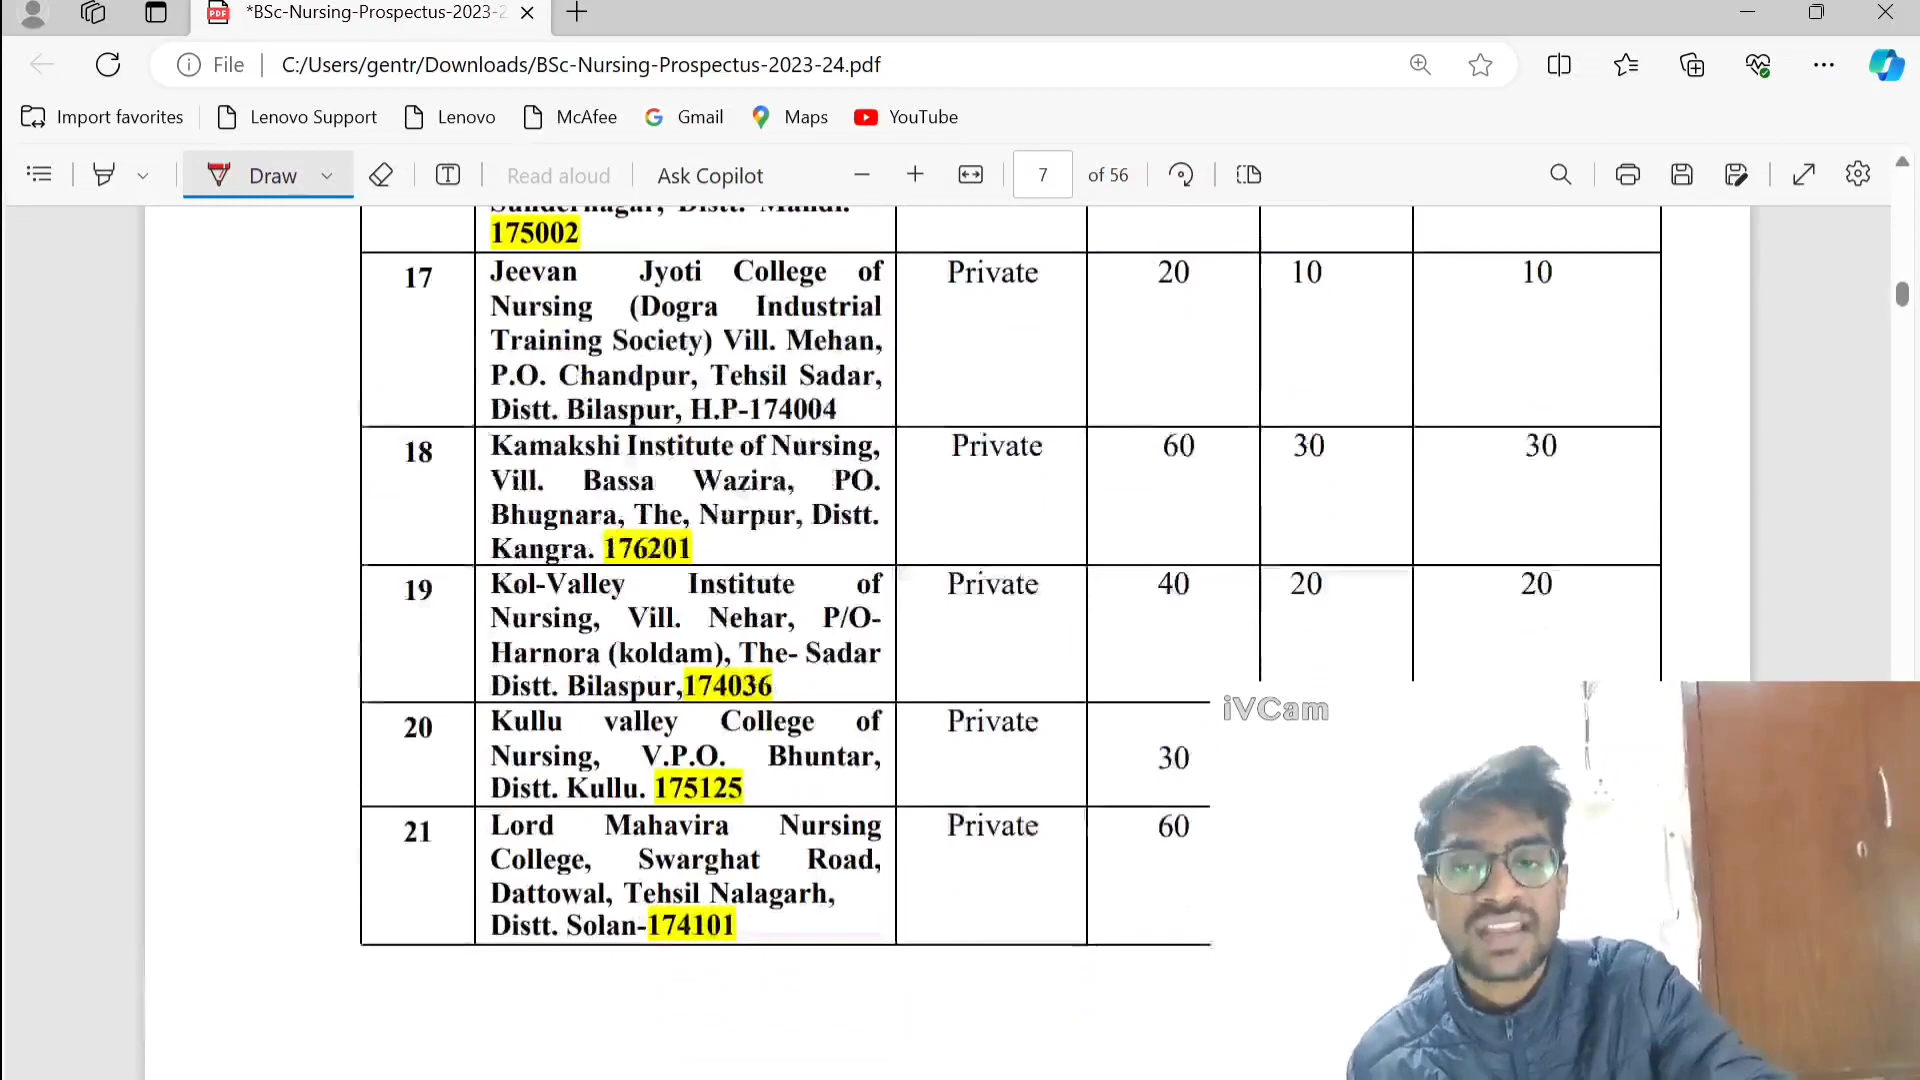 *BSc-Nursing-Prospectus-2023-2
File
C:/Users/gentr/Downloads/BSc-Nursing-Prospectus-2023-24.pdf
Import favorites
Lenovo Support
Lenovo
McAfee
Gmail
Maps
YouTube
Draw
Read aloud
Ask Copilot
7 of 56
Sundernagar, Distt. Mandi.
175002
17
Jeevan Jyoti College of
Nursing (Dogra Industrial
Training Society) Vill. Mehan,
P.O. Chandpur, Tehsil Sadar,
Distt. Bilaspur, H.P-174004
Private
20
10
10
18
Kamakshi Institute of Nursing,
Vill. Bassa Wazira, PO.
Bhugnara, The, Nurpur, Distt.
Kangra. 176201
Private
60
30
30
19
Kol-Valley Institute of
Nursing, Vill. Nehar, P/O-
Harnora (koldam), The- Sadar
Distt. Bilaspur,174036
Private
40
20
20
20
Kullu valley College of
Nursing, V.P.O. Bhuntar,
Distt. Kullu. 175125
Private
30
21
Lord Mahavira Nursing
College, Swarghat Road,
Dattowal, Tehsil Nalagarh,
Distt. Solan-174101
Private
60
iVCam